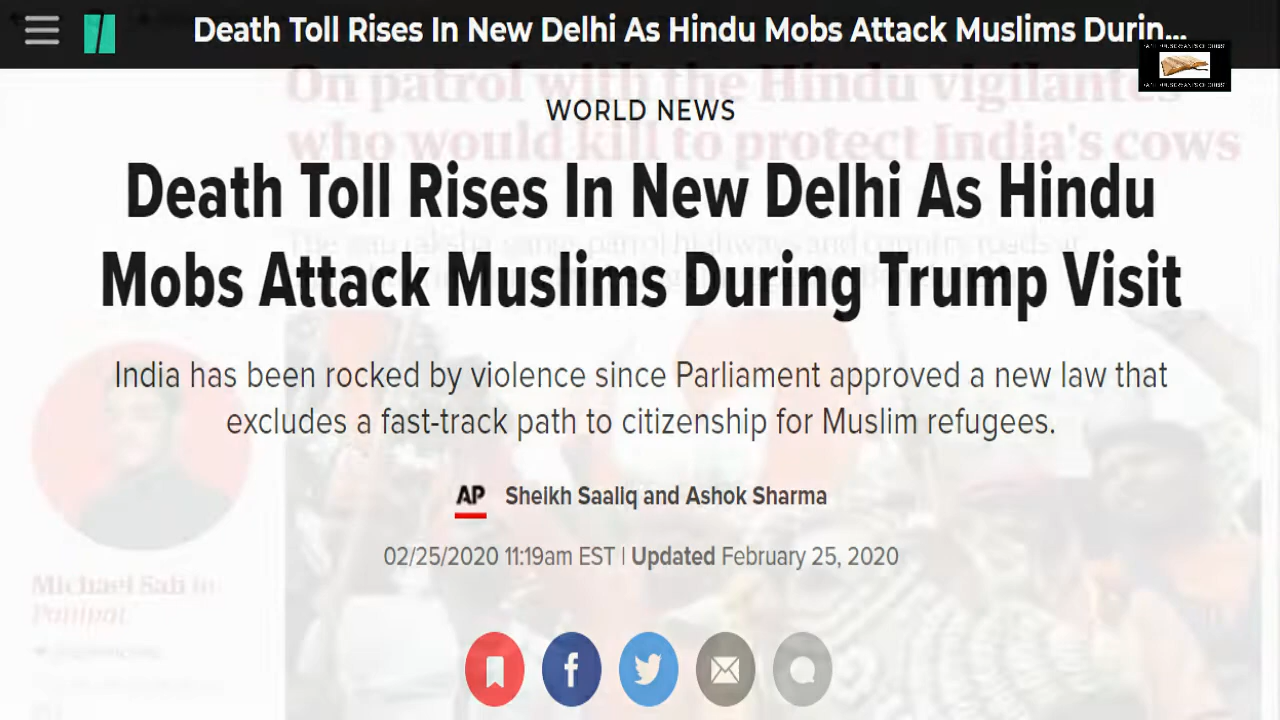 Death Toll Rises In New Delhi As Hindu Mobs Attack Muslims Durin...
On patrol with the Hindu vigilantes
who would kill to protect India's cows
WORLD NEWS
Death Toll Rises In New Delhi As Hindu
Mobs Attack Muslims During Trump Visit
India has been rocked by violence since Parliament approved a new law that
excludes a fast-track path to citizenship for Muslim refugees.
AP Sheikh Saaliq and Ashok Sharma
02/25/2020 11:19am EST | Updated February 25, 2020
Michael Safi in
Panipat